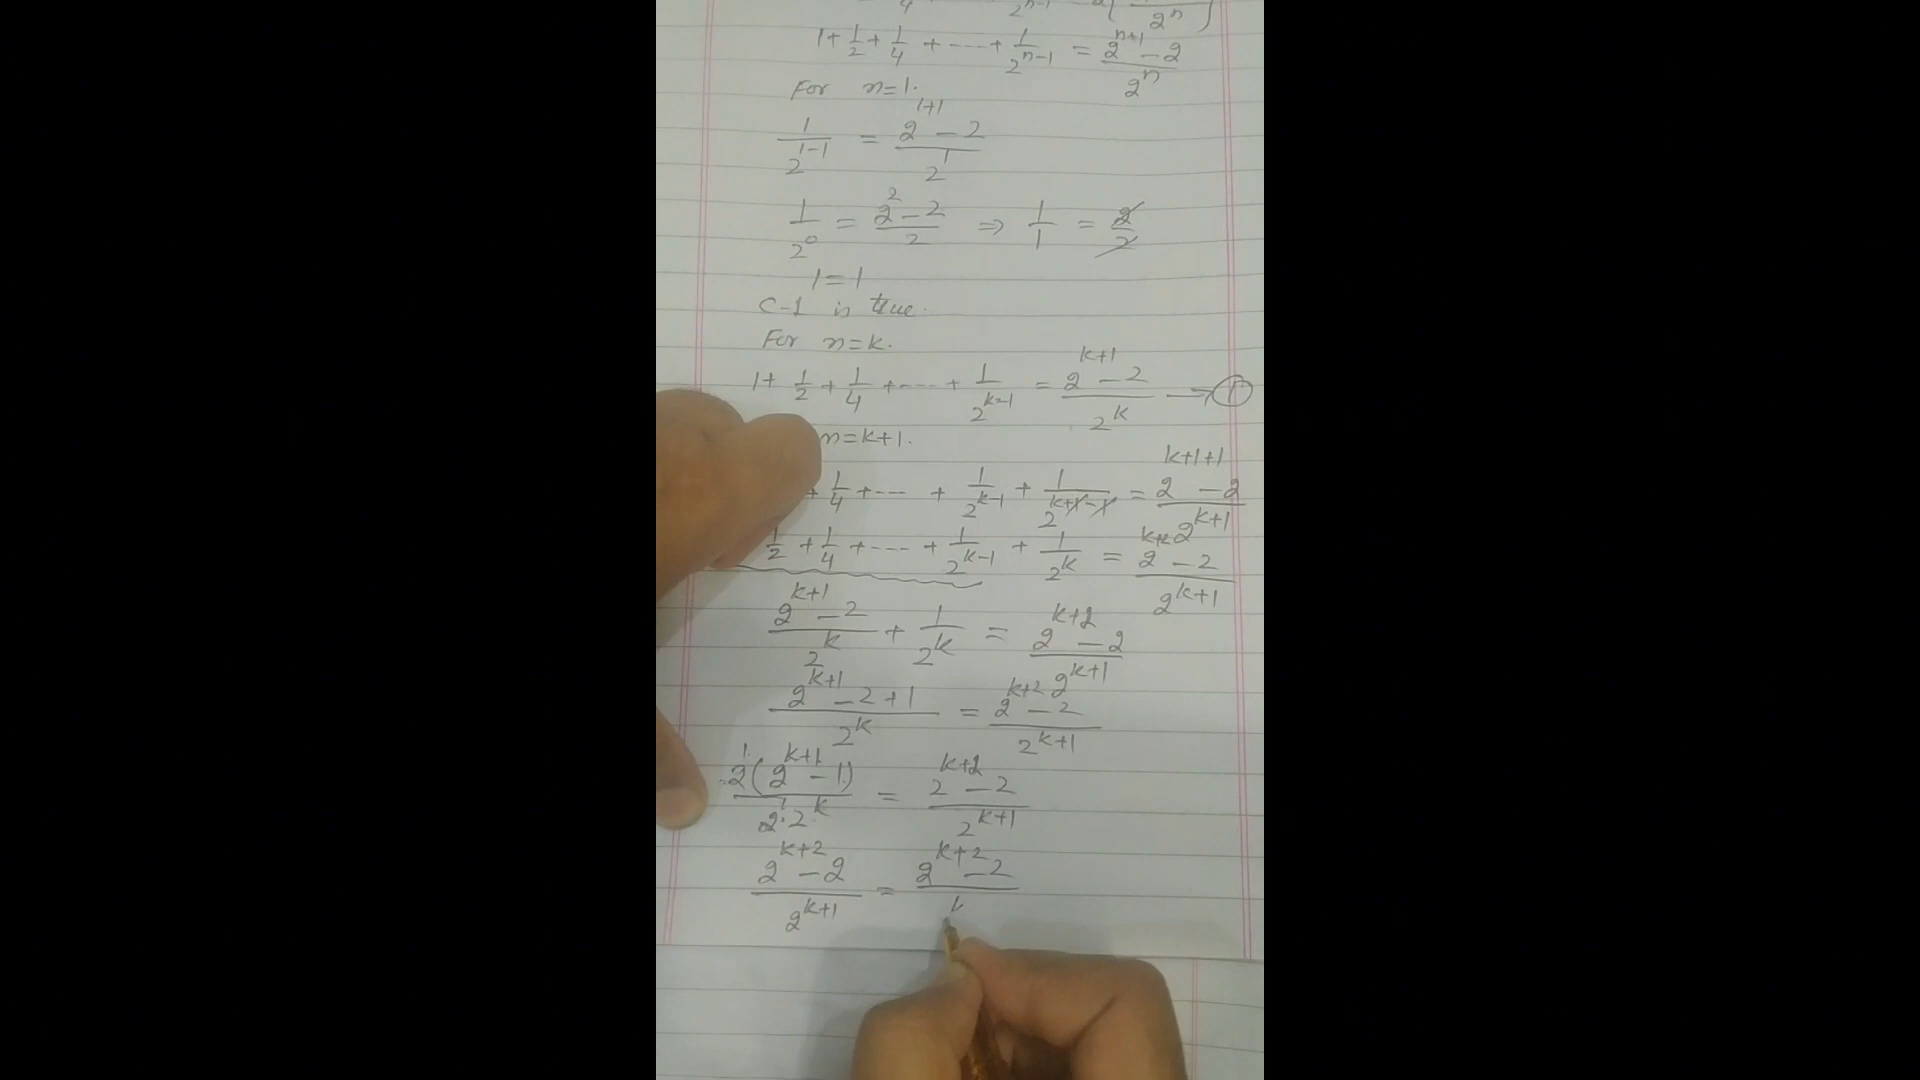 1 + 1/2 + 1/4 + ---- + 1/2^(n-1) = (2^(n+1) - 2)/2^n
For n=1.
1/2^(1-1) = (2^(1+1) - 2)/2^1
1/2^0 = (2^2 - 2)/2 ⇒ 1/1 = 2/2
1=1
C-1 is true.
For n=k.
1 + 1/2 + 1/4 + ---- + 1/2^(k-1) = (2^(k+1) - 2)/2^k → ①
n=k+1.
+ 1/4 + --- + 1/2^(k-1) + 1/2^(k+1-1) = (2^(k+1+1) - 2)/2^(k+1)
1/2 + 1/4 + ---- + 1/2^(k-1) + 1/2^k = (2^(k+2) - 2)/2^(k+1)
(2^(k+1) - 2)/2^k + 1/2^k = (2^(k+2) - 2)/2^(k+1)
(2^(k+1) - 2 + 1)/2^k = (2^(k+2) - 2)/2^(k+1)
2^1(2^(k+1) - 1)/(2^1·2^k) = (2^(k+2) - 2)/2^(k+1)
(2^(k+2) - 2)/2^(k+1) = (2^(k+2) - 2)/